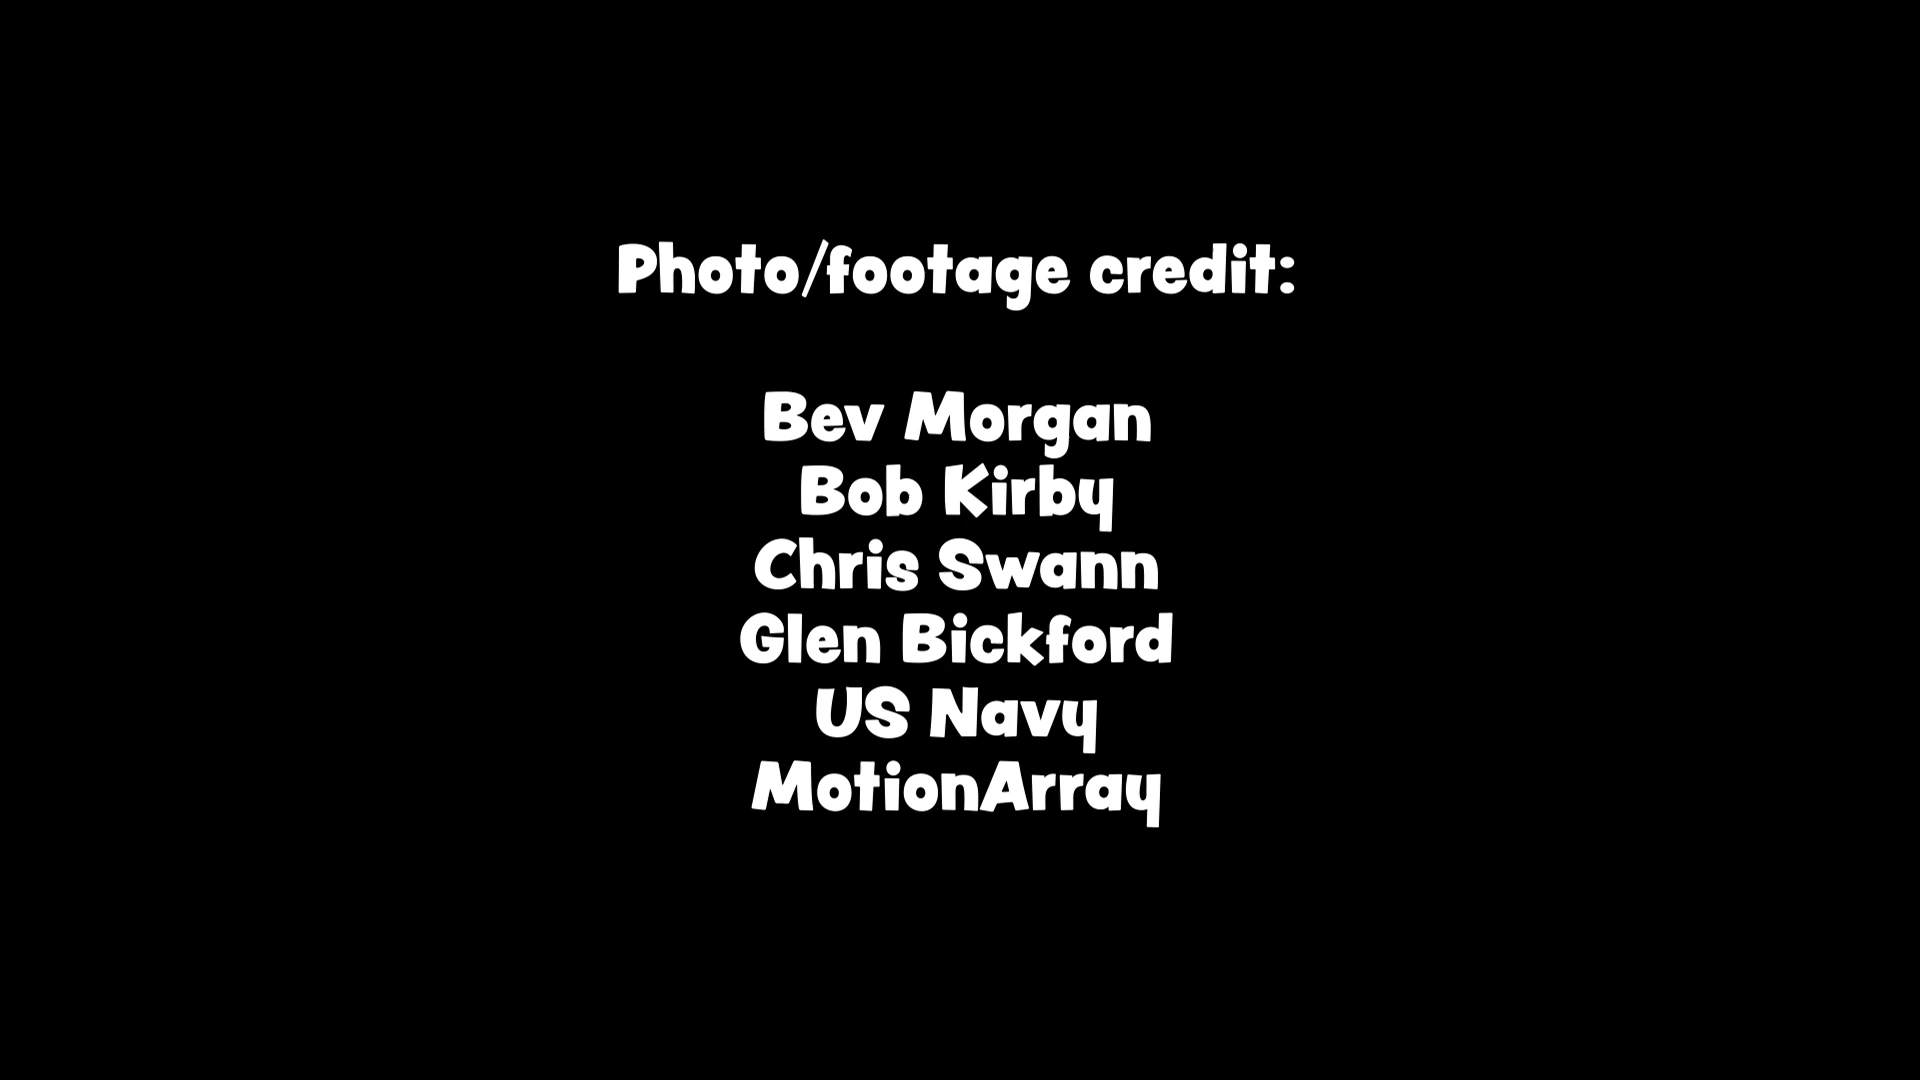 Photo/footage credit:
Bev Morgan
Bob Kirby
Chris Swann
Glen Bickford
US Navy
MotionArray